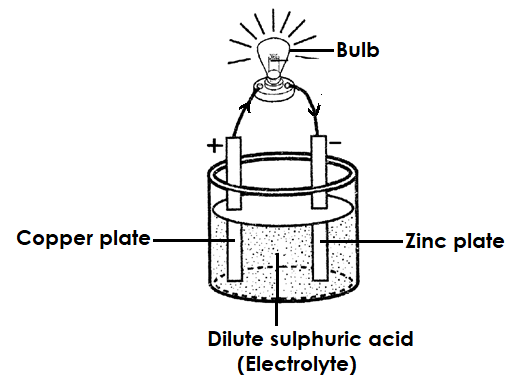 Bulb
+
−
Copper plate
Zinc plate
Dilute sulphuric acid
(Electrolyte)